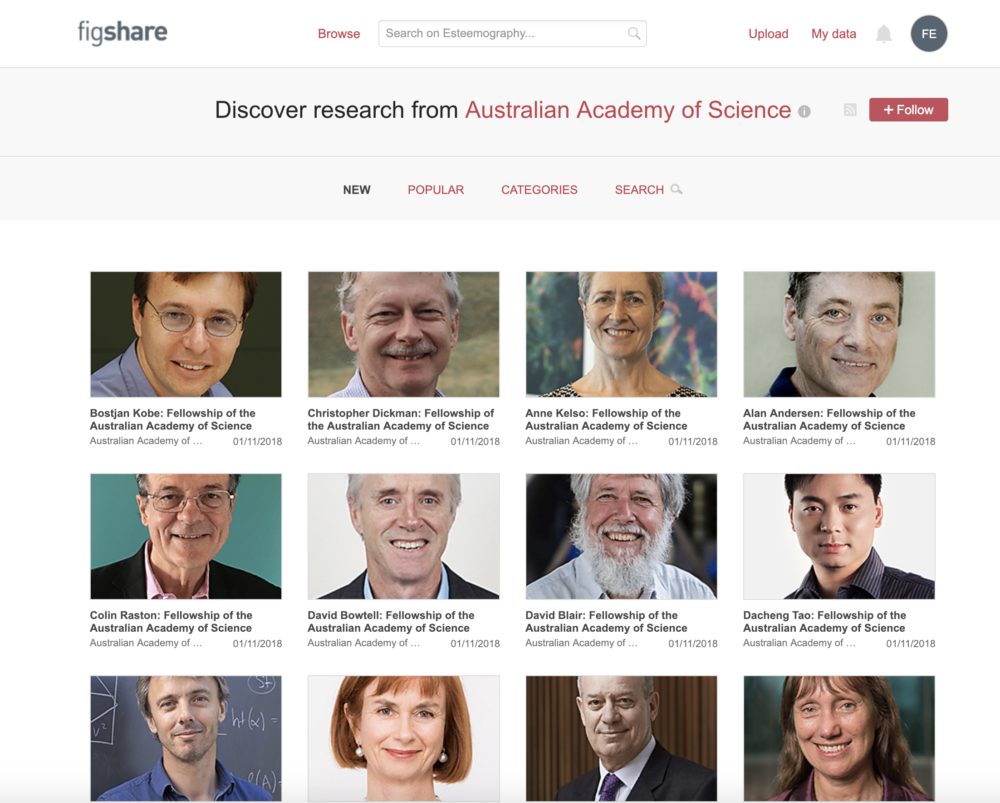 figshare
Browse
Search on Esteemography...
Upload
My data
FE
Discover research from Australian Academy of Science
+ Follow
NEW
POPULAR
CATEGORIES
SEARCH
Bostjan Kobe: Fellowship of the
Australian Academy of Science
Australian Academy of … 01/11/2018
Christopher Dickman: Fellowship of
the Australian Academy of Science
Australian Academy of … 01/11/2018
Anne Kelso: Fellowship of the
Australian Academy of Science
Australian Academy of … 01/11/2018
Alan Andersen: Fellowship of the
Australian Academy of Science
Australian Academy of … 01/11/2018
Colin Raston: Fellowship of the
Australian Academy of Science
Australian Academy of … 01/11/2018
David Bowtell: Fellowship of the
Australian Academy of Science
Australian Academy of … 01/11/2018
David Blair: Fellowship of the
Australian Academy of Science
Australian Academy of … 01/11/2018
Dacheng Tao: Fellowship of the
Australian Academy of Science
Australian Academy of … 01/11/2018
ht(α) =
v²